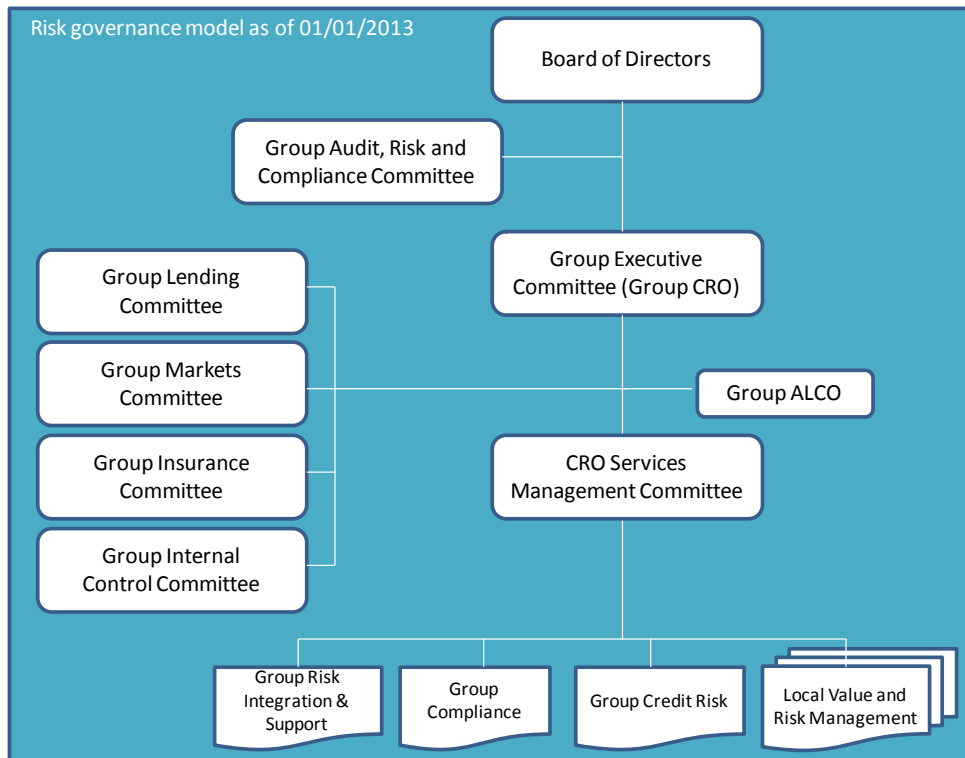 Risk governance model as of 01/01/2013
Board of Directors
Group Audit, Risk and
Compliance Committee
Group Executive
Committee (Group CRO)
Group Lending
Committee
Group Markets
Committee
Group ALCO
Group Insurance
Committee
CRO Services
Management Committee
Group Internal
Control Committee
Group Risk
Integration &
Support
Group
Compliance
Group Credit Risk
Local Value and
Risk Management